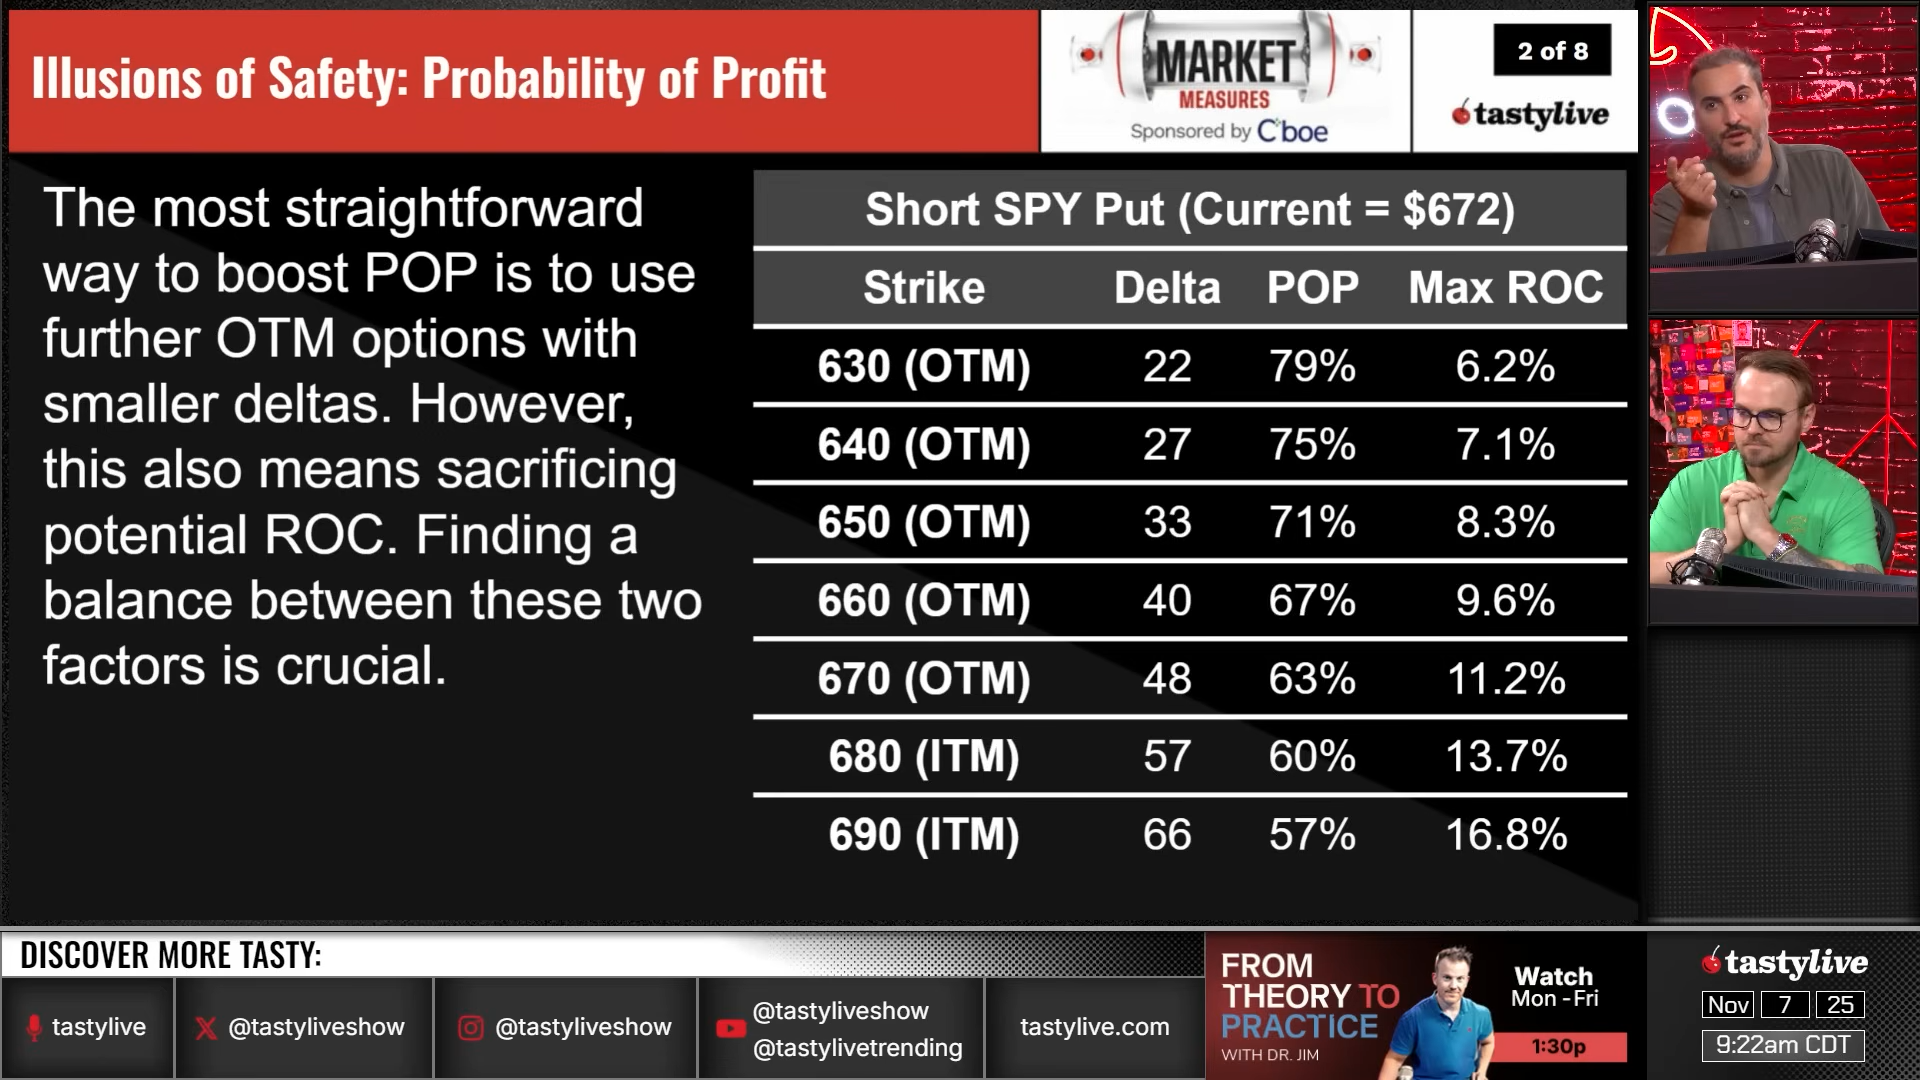 Illusions of Safety: Probability of Profit
MARKET
MEASURES
Sponsored by Cboe
2 of 8
tastylive
The most straightforward
way to boost POP is to use
further OTM options with
smaller deltas. However,
this also means sacrificing
potential ROC. Finding a
balance between these two
factors is crucial.
Short SPY Put (Current = $672)
Strike Delta POP Max ROC
630 (OTM) 22 79% 6.2%
640 (OTM) 27 75% 7.1%
650 (OTM) 33 71% 8.3%
660 (OTM) 40 67% 9.6%
670 (OTM) 48 63% 11.2%
680 (ITM) 57 60% 13.7%
690 (ITM) 66 57% 16.8%
DISCOVER MORE TASTY:
tastylive
@tastyliveshow
@tastyliveshow
@tastyliveshow
@tastylivetrending
tastylive.com
FROM
THEORY TO
PRACTICE
WITH DR. JIM
Watch
Mon - Fri
1:30p
tastylive
Nov 7 25
9:22am CDT